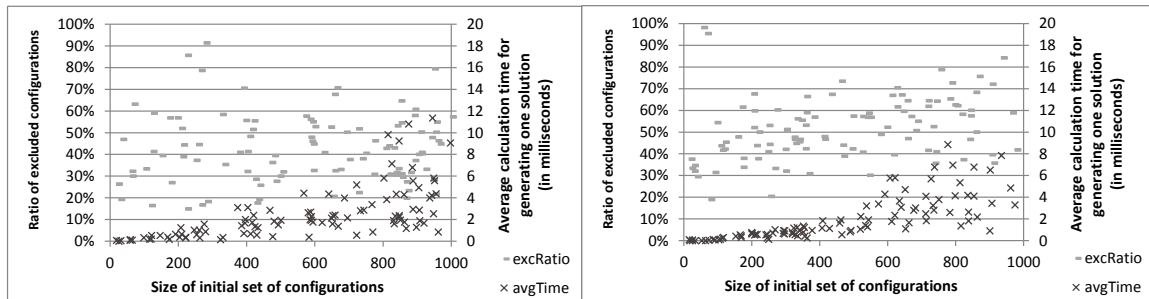 100%
90%
80%
70%
60%
50%
40%
30%
20%
10%
0%
Ratio of excluded configurations
20
18
16
14
12
10
8
6
4
2
0
Average calculation time for
generating one solution
(in milliseconds)
0 200 400 600 800 1000
Size of initial set of configurations
excRatio
avgTime
100%
90%
80%
70%
60%
50%
40%
30%
20%
10%
0%
Ratio of excluded configurations
20
18
16
14
12
10
8
6
4
2
0
Average calculation time for
generating one solution
(in milliseconds)
0 200 400 600 800 1000
Size of initial set of configurations
excRatio
avgTime